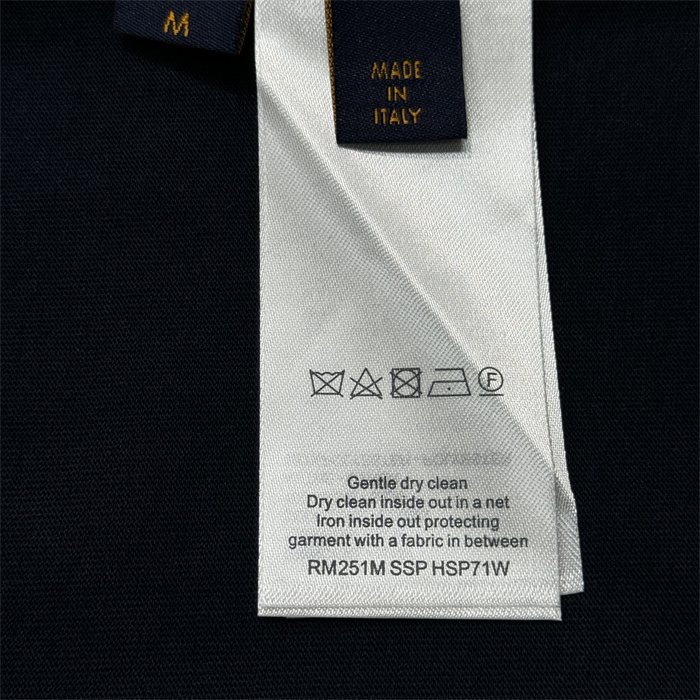 M
MADE
IN
ITALY
F
Gentle dry clean
Dry clean inside out in a net
Iron inside out protecting
garment with a fabric in between
RM251M SSP HSP71W